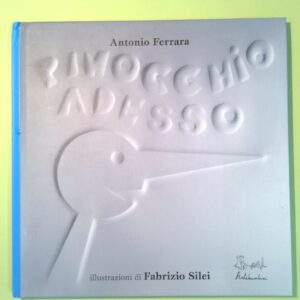 Antonio Ferrara
PINOCCHIO
ADESSO
illustrazioni di Fabrizio Silei